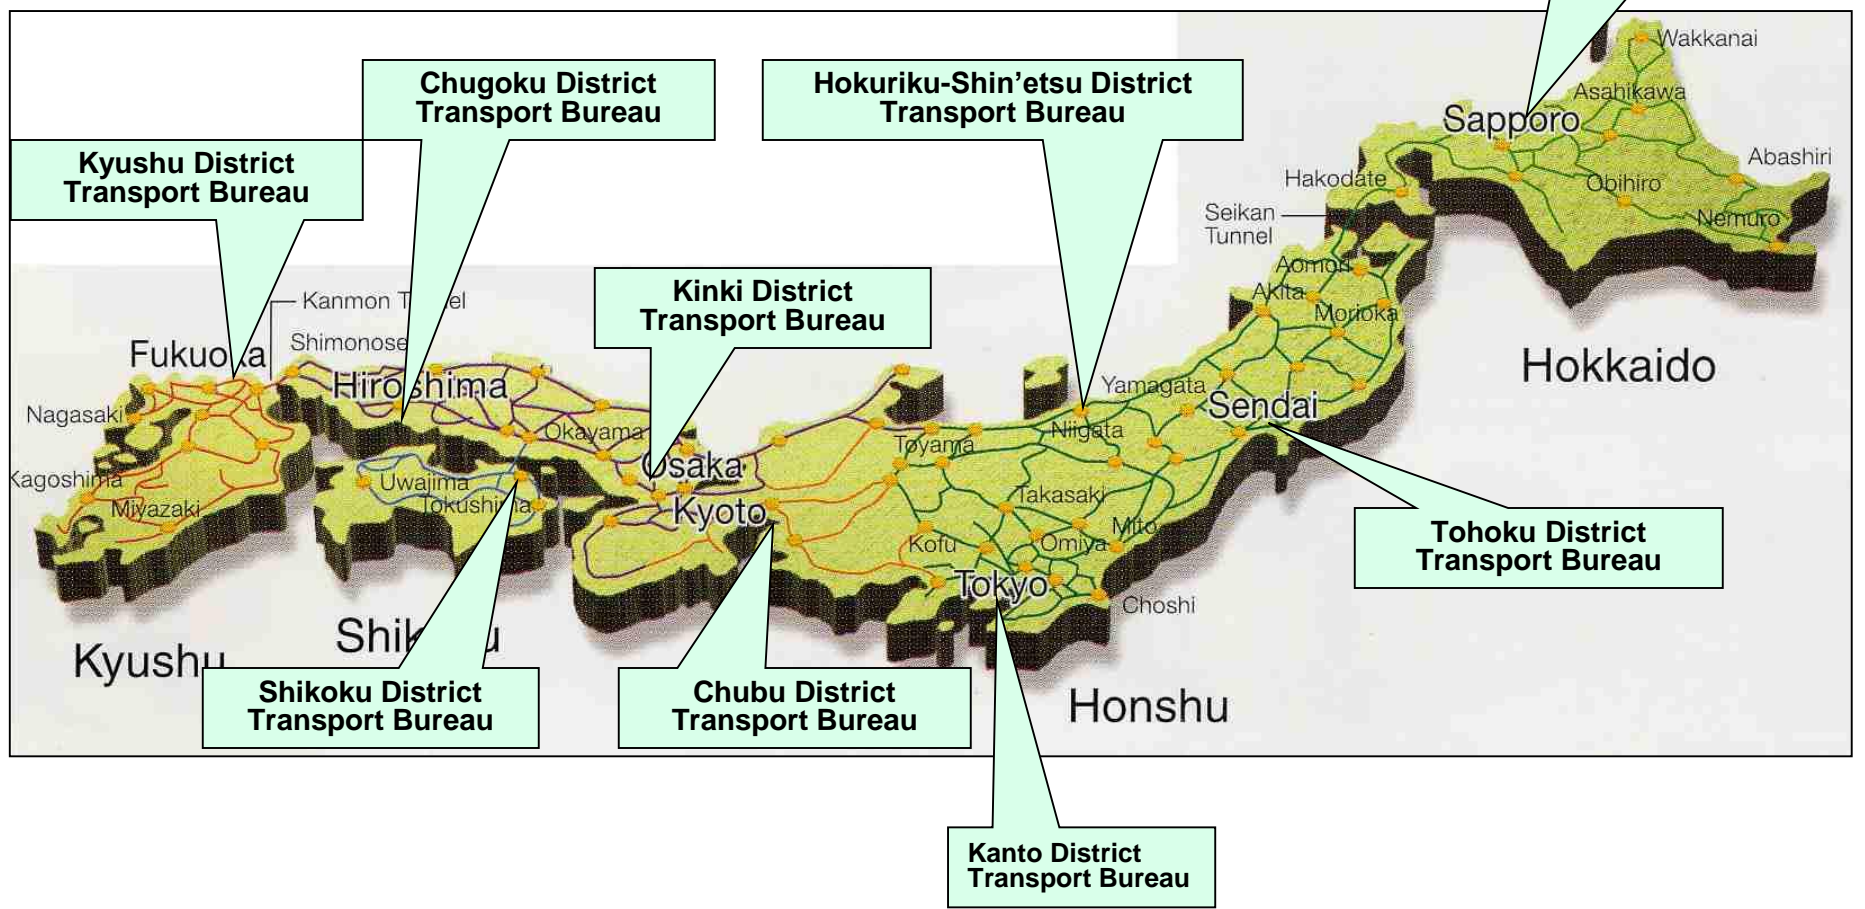 Wakkanai
Chugoku District
Transport Bureau
Hokuriku-Shin’etsu District
Transport Bureau
Asahikawa
Sapporo
Kyushu District
Transport Bureau
Abashiri
Hakodate
Obihiro
Seikan
Tunnel
Nemuro
Aomori
Kinki District
Transport Bureau
Akita
Kanmon
Morioka
Fukuoka
Hokkaido
Hiroshima
Yamagata
Sendai
Nagasaki
Okayama
Toyama
Niigata
Osaka
Kagoshima
Uwajima
Takasaki
Miyazaki
Tokushima
Kyoto
Mito
Tohoku District
Transport Bureau
Kofu
Omiya
Tokyo
Choshi
Kyushu
Shikoku District
Transport Bureau
Chubu District
Transport Bureau
Honshu
Kanto District
Transport Bureau